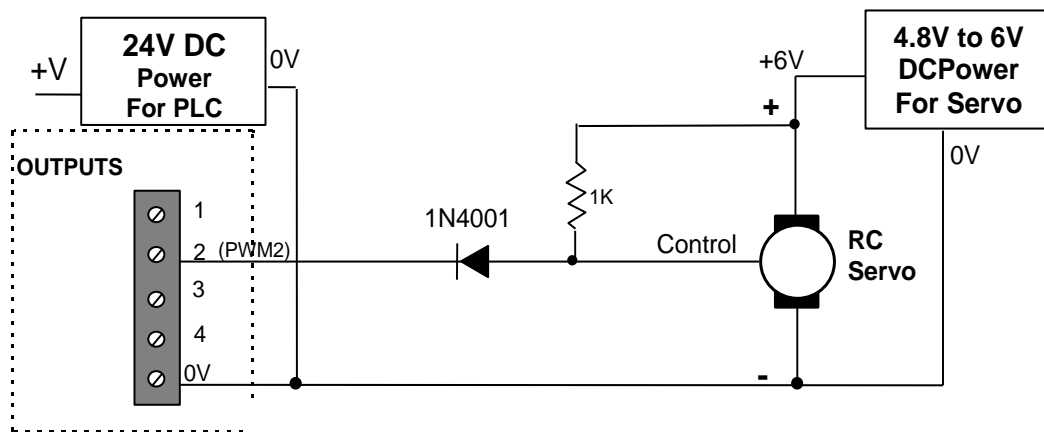 24V DC
Power
For PLC
+V
0V
4.8V to 6V
DCPower
For Servo
+6V
0V
+
OUTPUTS
1
2 (PWM2)
3
4
0V
1N4001
1K
Control
RC
Servo
-